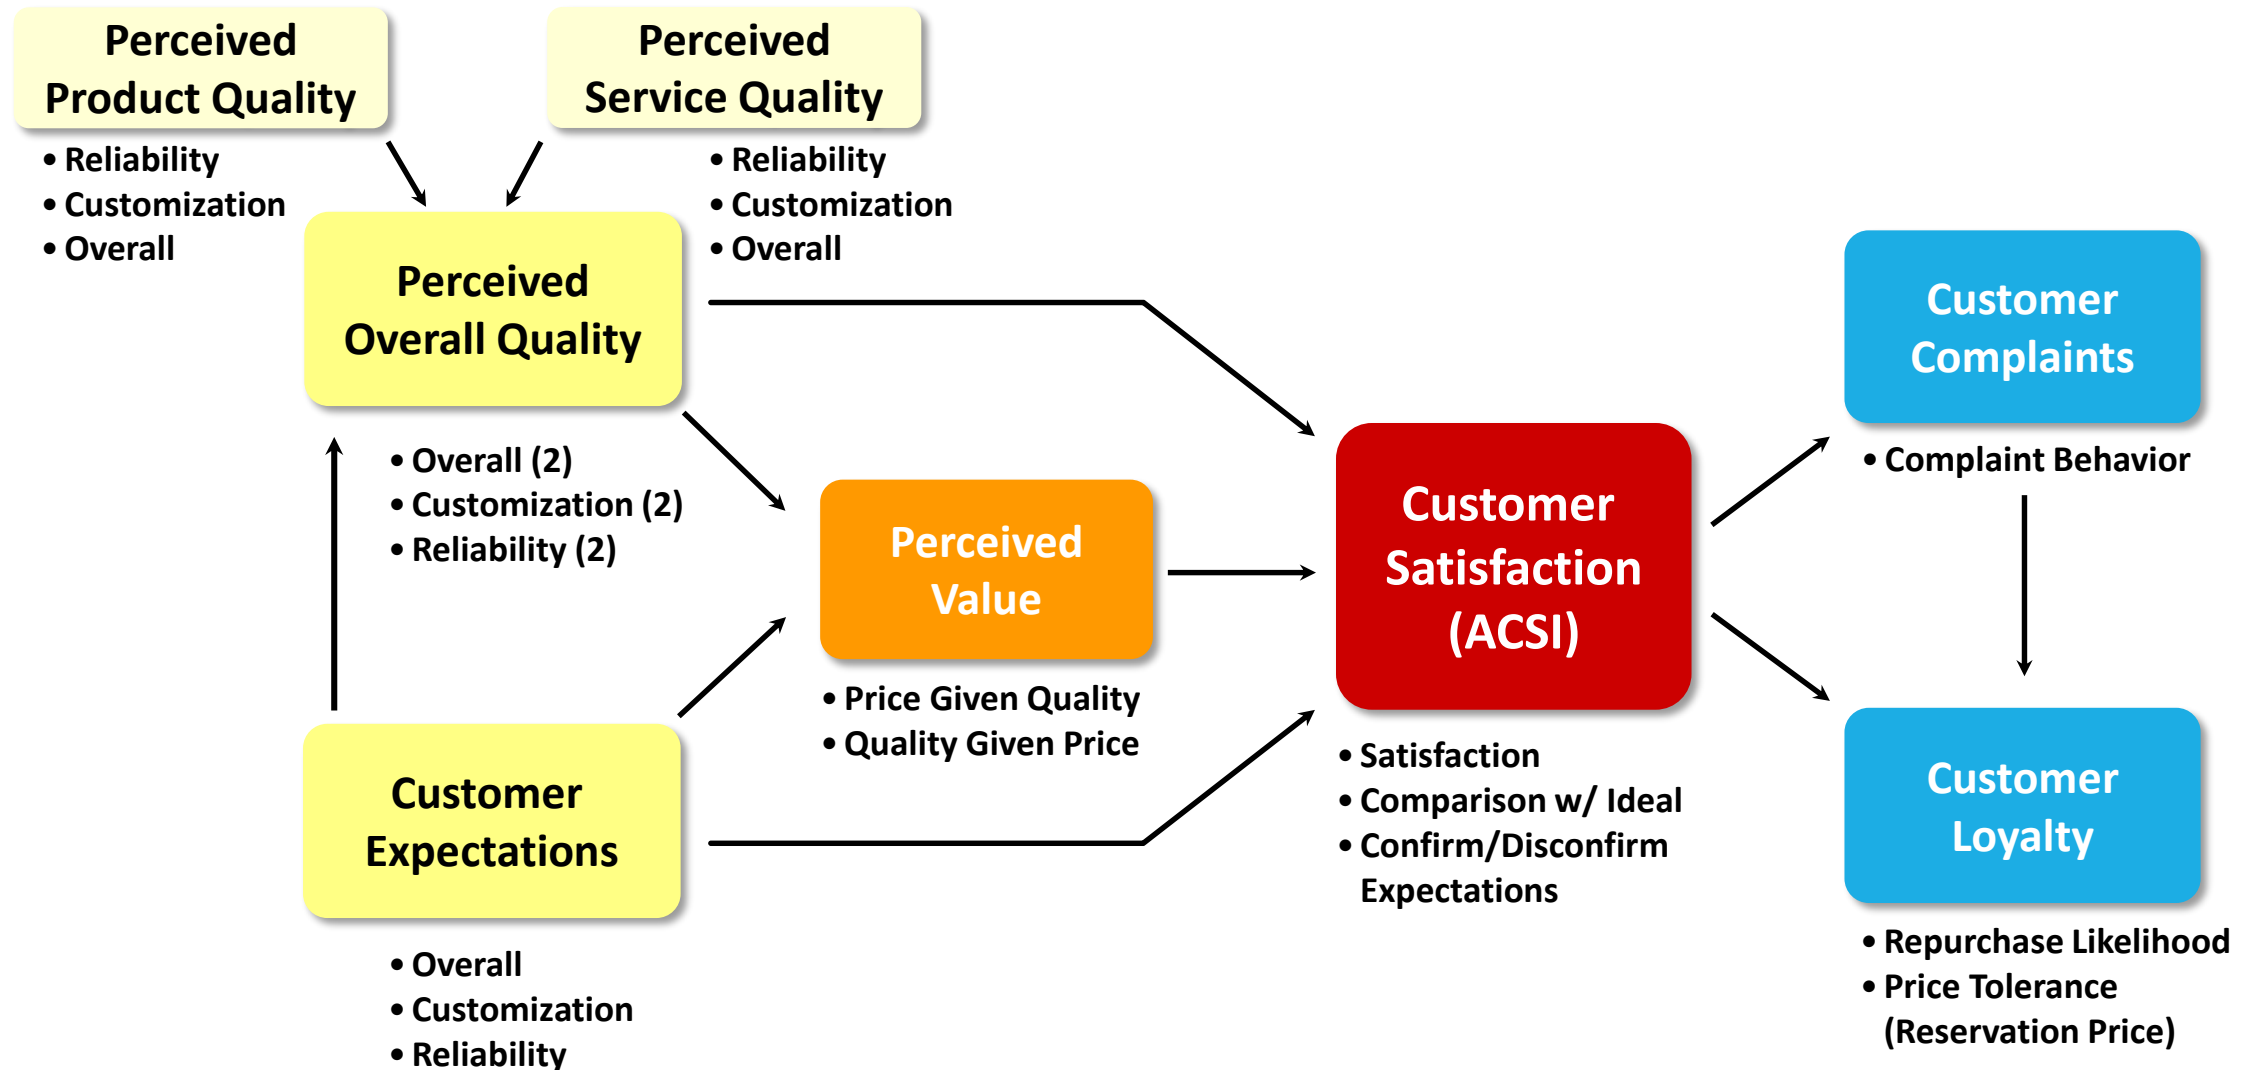 Perceived
Product Quality
• Reliability
• Customization
• Overall
Perceived
Service Quality
• Reliability
• Customization
• Overall
Perceived
Overall Quality
• Overall (2)
• Customization (2)
• Reliability (2)
Customer
Expectations
• Overall
• Customization
• Reliability
Perceived
Value
• Price Given Quality
• Quality Given Price
Customer
Satisfaction
(ACSI)
• Satisfaction
• Comparison w/ Ideal
• Confirm/Disconfirm
Expectations
Customer
Complaints
• Complaint Behavior
Customer
Loyalty
• Repurchase Likelihood
• Price Tolerance
(Reservation Price)